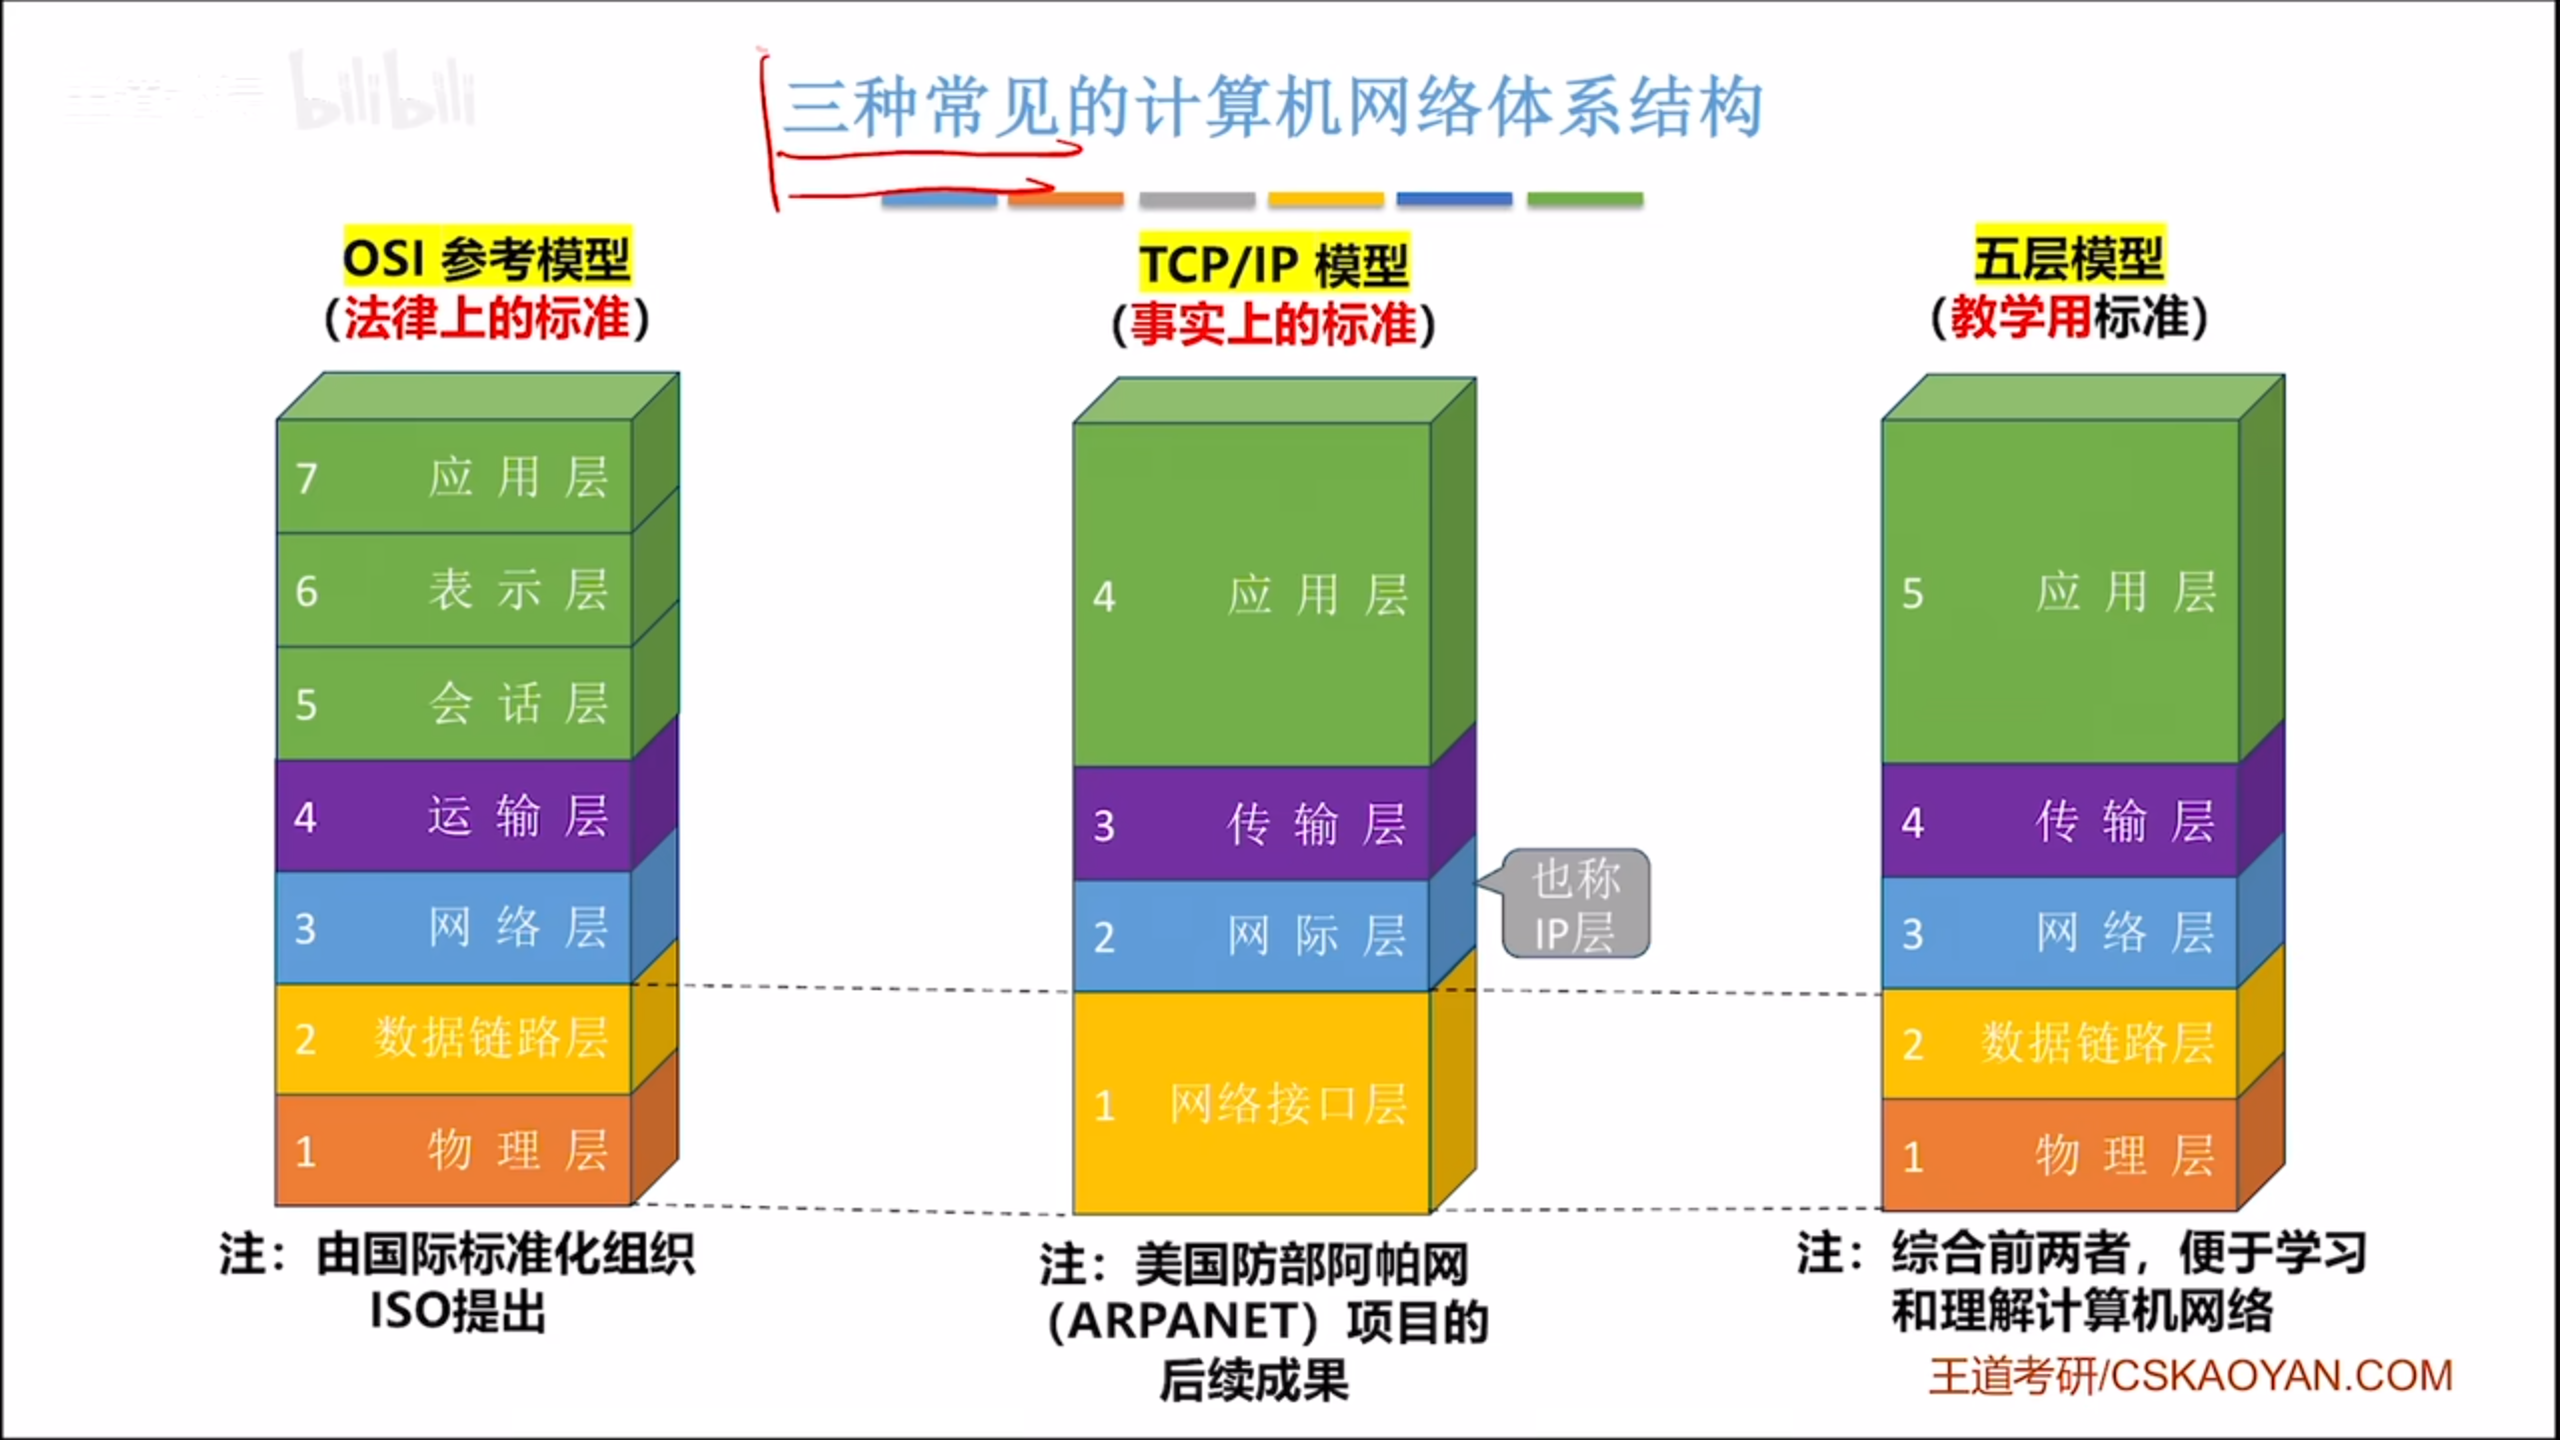 bilibili
三种常见的计算机网络体系结构
OSI 参考模型
（法律上的标准）
7 应用层
6 表示层
5 会话层
4 运输层
3 网络层
2 数据链路层
1 物理层
注：由国际标准化组织
ISO提出
TCP/IP 模型
（事实上的标准）
4 应用层
3 传输层
2 网际层
1 网络接口层
也称
IP层
注：美国防部阿帕网
（ARPANET）项目的
后续成果
五层模型
（教学用标准）
5 应用层
4 传输层
3 网络层
2 数据链路层
1 物理层
注：综合前两者，便于学习
和理解计算机网络
王道考研/CSKAOYAN.COM